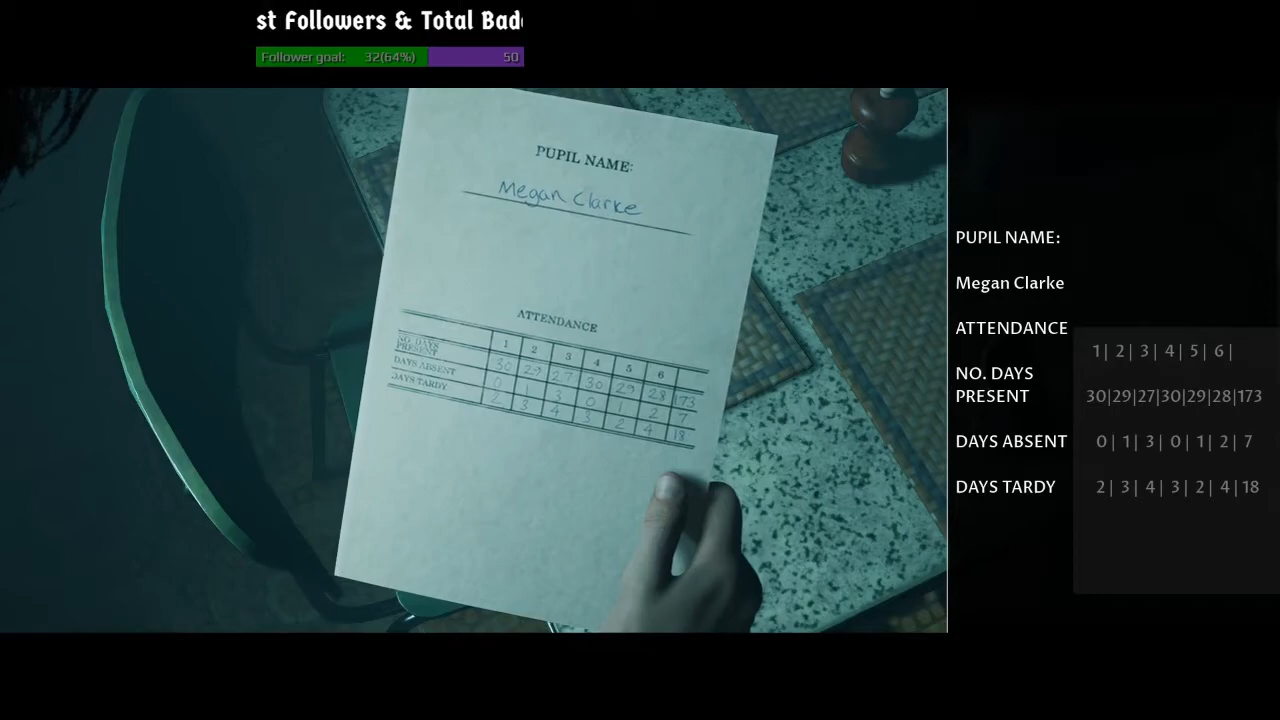 st Followers & Total Bad
Follower goal: 32(64%) 50
PUPIL NAME:
Megan Clarke
ATTENDANCE
1 2 3 4 5 6
NO. DAYS
PRESENT 30 29 27 30 29 28 173
DAYS ABSENT 0 1 3 0 1 2 7
DAYS TARDY 2 3 4 3 2 4 18
PUPIL NAME:
Megan Clarke
ATTENDANCE
1| 2| 3| 4| 5| 6|
NO. DAYS
PRESENT 30|29|27|30|29|28|173
DAYS ABSENT 0| 1| 3| 0| 1| 2| 7
DAYS TARDY 2| 3| 4| 3| 2| 4|18